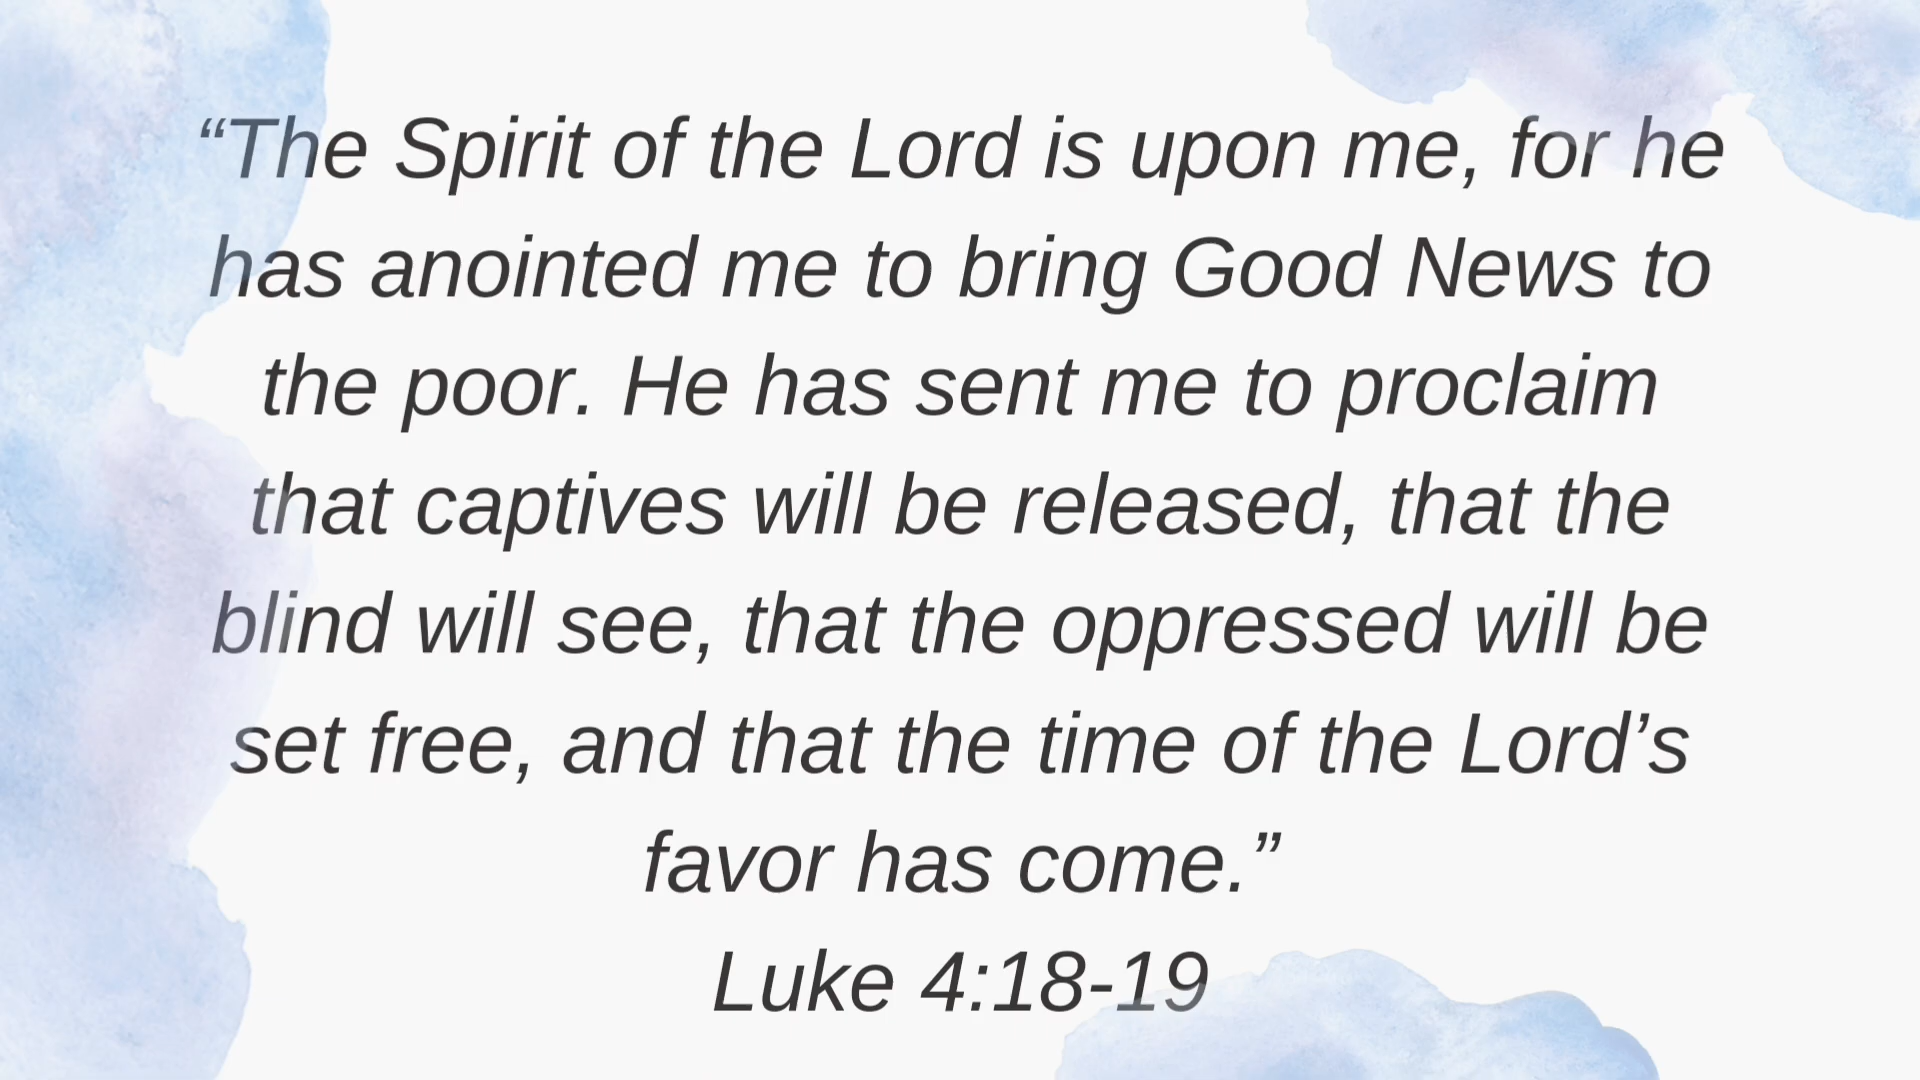 “The Spirit of the Lord is upon me, for he
has anointed me to bring Good News to
the poor. He has sent me to proclaim
that captives will be released, that the
blind will see, that the oppressed will be
set free, and that the time of the Lord’s
favor has come.”
Luke 4:18-19